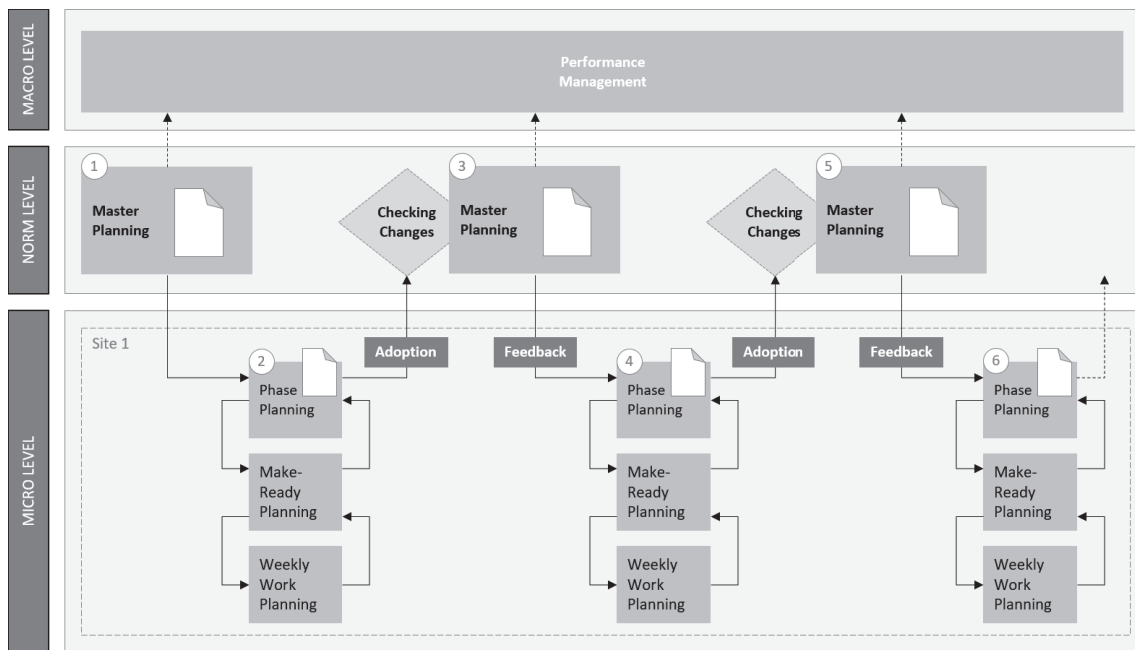 MACRO LEVEL
Performance
Management
NORM LEVEL
1
Master
Planning
Checking
Changes
3
Master
Planning
Checking
Changes
5
Master
Planning
MICRO LEVEL
Site 1
Adoption
Feedback
Adoption
Feedback
2
Phase
Planning
4
Phase
Planning
6
Phase
Planning
Make-
Ready
Planning
Make-
Ready
Planning
Make-
Ready
Planning
Weekly
Work
Planning
Weekly
Work
Planning
Weekly
Work
Planning